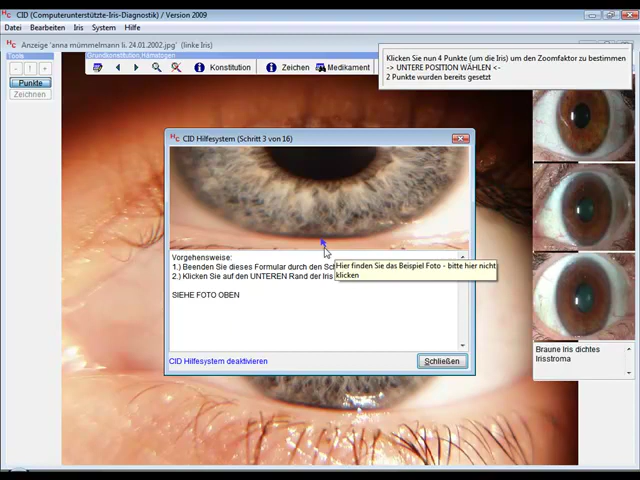 CID (Computerunterstützte-Iris-Diagnostik) / Version 2009
Datei Bearbeiten Iris System Hilfe
Anzeige 'anna mümmelmann li. 24.01.2002.jpg' (linke Iris)
Tools
Grundkonstitution Hämatogen
- ! +
Konstitution Zeichen Medikament
Punkte
Zeichnen
Klicken Sie nun 4 Punkte (um die Iris) um den Zoomfaktor zu bestimmen
-> UNTERE POSITION WÄHLEN <-
2 Punkte wurden bereits gesetzt
CID Hilfesystem (Schritt 3 von 16)
Vorgehensweise:
1.) Beenden Sie dieses Formular durch den
2.) Klicken Sie auf den UNTEREN Rand der Iris
SIEHE FOTO OBEN
Hier finden Sie das Beispiel Foto - bitte hier nicht
klicken
CID Hilfesystem deaktivieren
Schließen
Braune Iris dichtes
Irisstroma